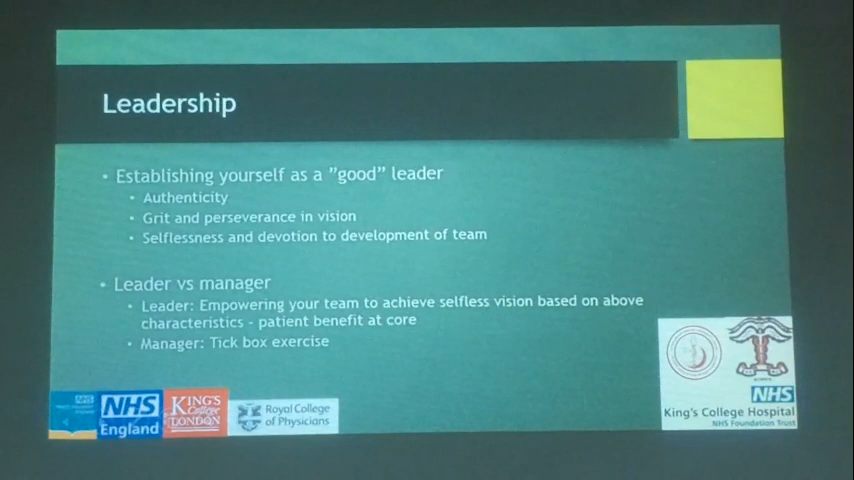 Leadership
• Establishing yourself as a ”good” leader
• Authenticity
• Grit and perseverance in vision
• Selflessness and devotion to development of team
• Leader vs manager
• Leader: Empowering your team to achieve selfless vision based on above
characteristics - patient benefit at core
• Manager: Tick box exercise
NHS
NHS
England
KING'S
College
LONDON
Royal College
of Physicians
NHS
King's College Hospital
NHS Foundation Trust